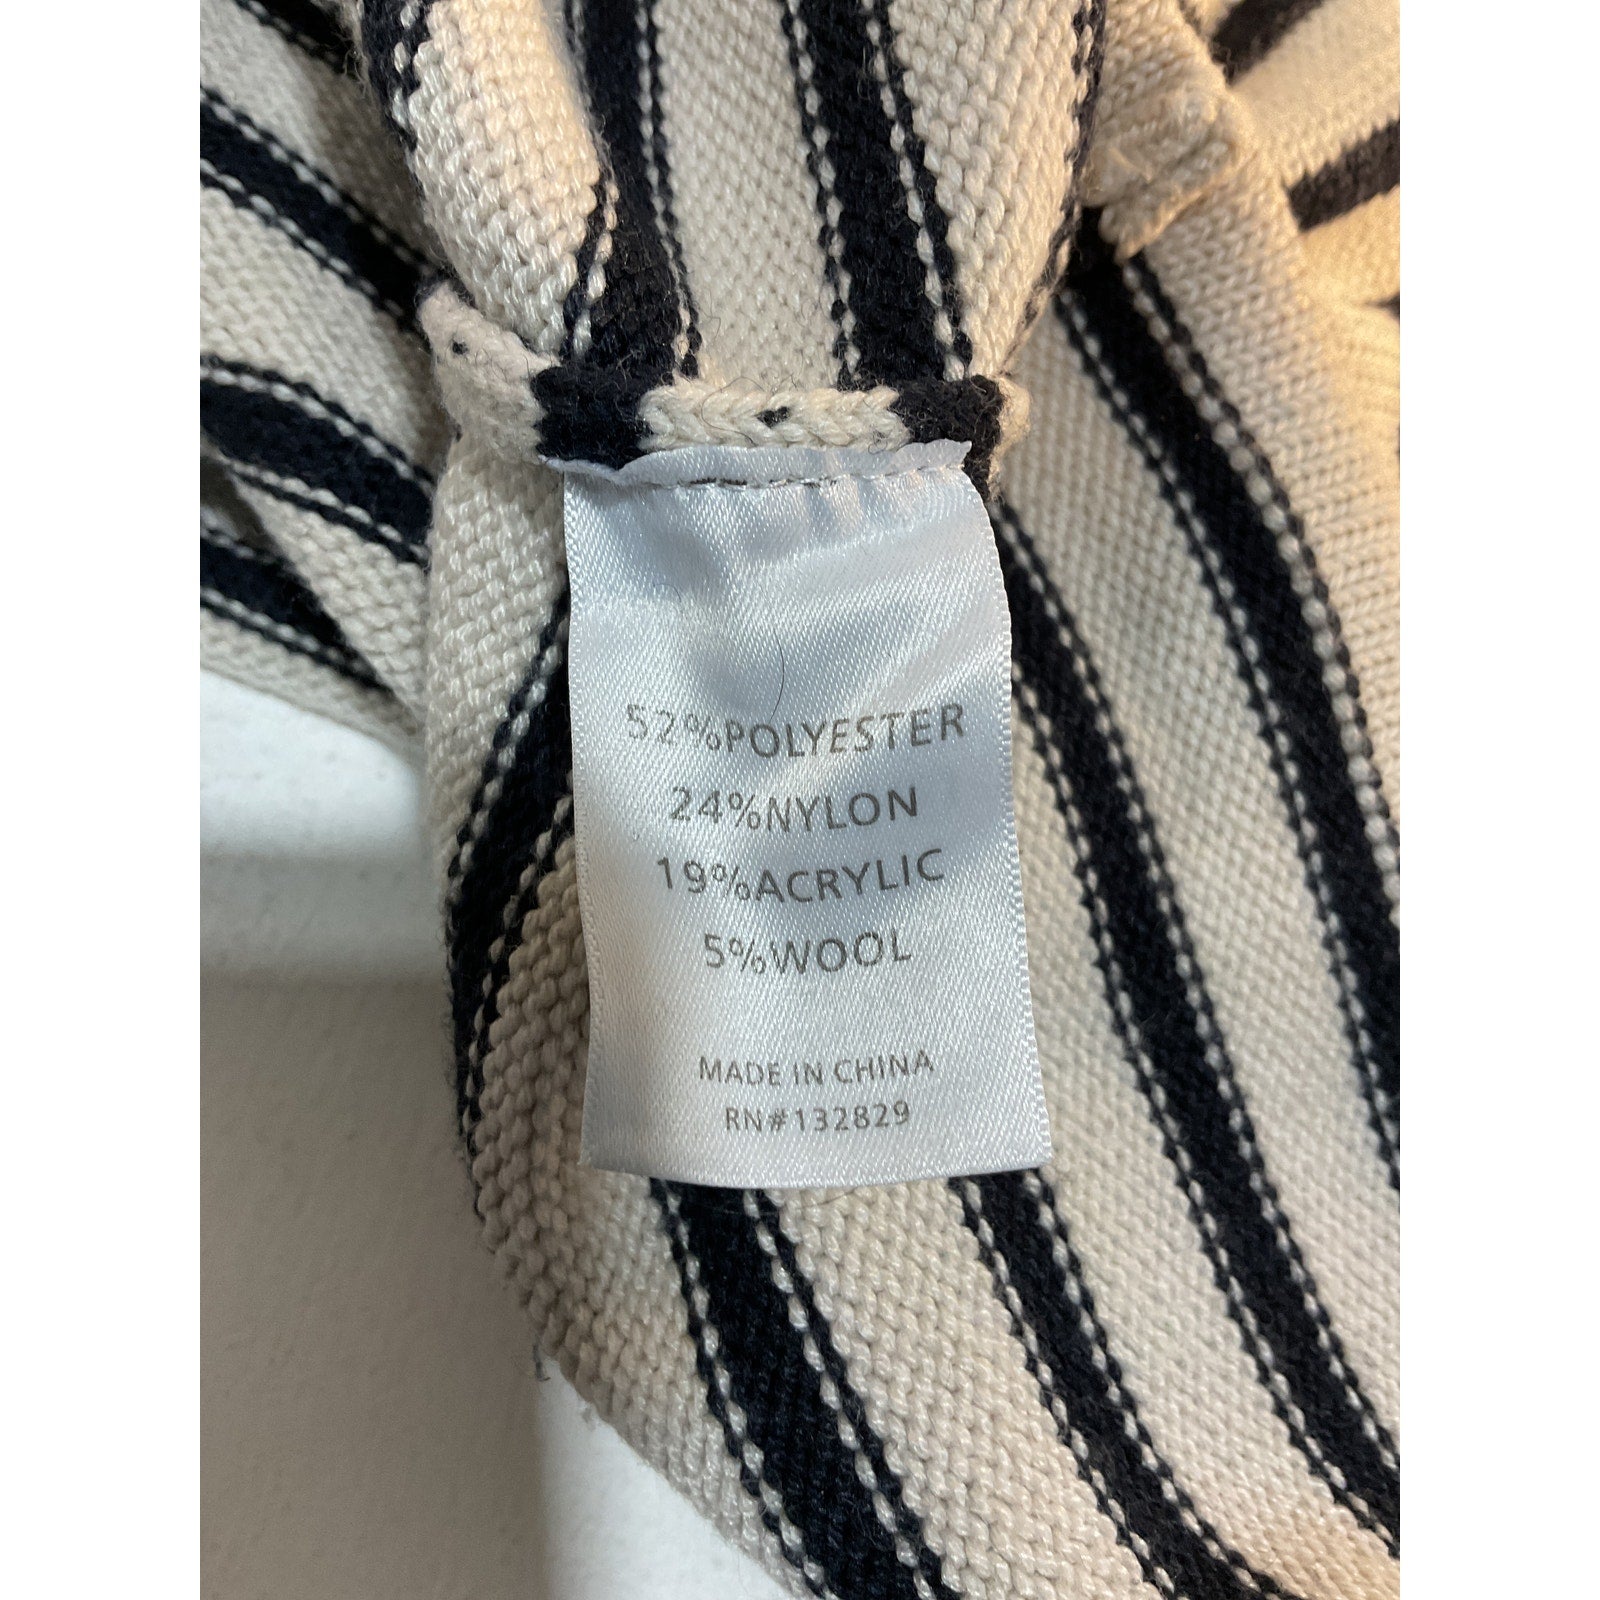 52%POLYESTER
24%NYLON
19%ACRYLIC
5%WOOL
MADE IN CHINA
RN#132829